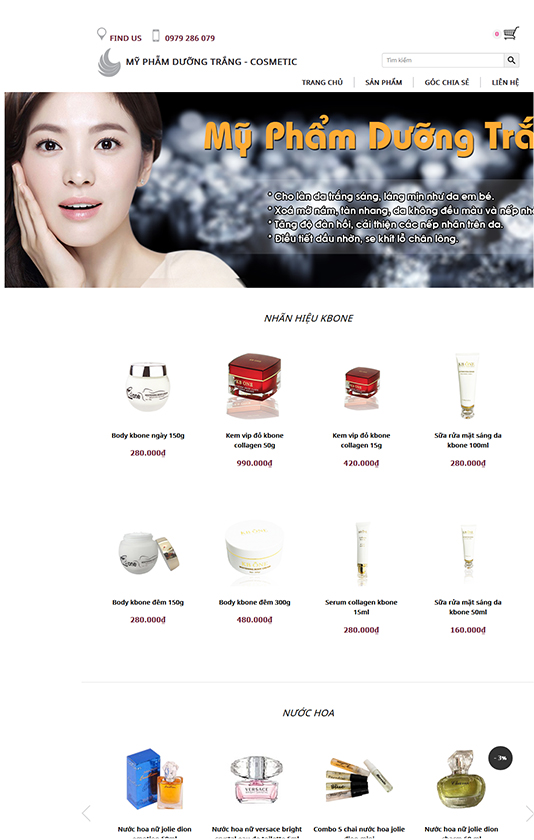 FIND US 0979 286 079 0
MỸ PHẨM DƯỠNG TRẮNG - COSMETIC
Tìm kiếm
TRANG CHỦ SẢN PHẨM GÓC CHIA SẺ LIÊN HỆ
Mỹ Phẩm Dưỡng Trắ
* Cho làn da trắng sáng, láng mịn như da em bé.
* Xoá mờ nám, tàn nhang, da không đều màu và nếp nh
* Tăng độ đàn hồi, cải thiện các nếp nhăn trên da.
* Điều tiết dầu nhờn, se khít lỗ chân lông.
NHÃN HIỆU KBONE
Body kbone ngày 150g
280.000₫
Kem vip đỏ kbone
collagen 50g
990.000₫
Kem vip đỏ kbone
collagen 15g
420.000₫
Sữa rửa mặt sáng da
kbone 100ml
280.000₫
Body kbone đêm 150g
280.000₫
Body kbone đêm 300g
480.000₫
Serum collagen kbone
15ml
280.000₫
Sữa rửa mặt sáng da
kbone 50ml
160.000₫
NƯỚC HOA
- 3%
Nước hoa nữ jolie dion
Nước hoa nữ versace bright
Combo 5 chai nước hoa jolie
Nước hoa nữ jolie dion